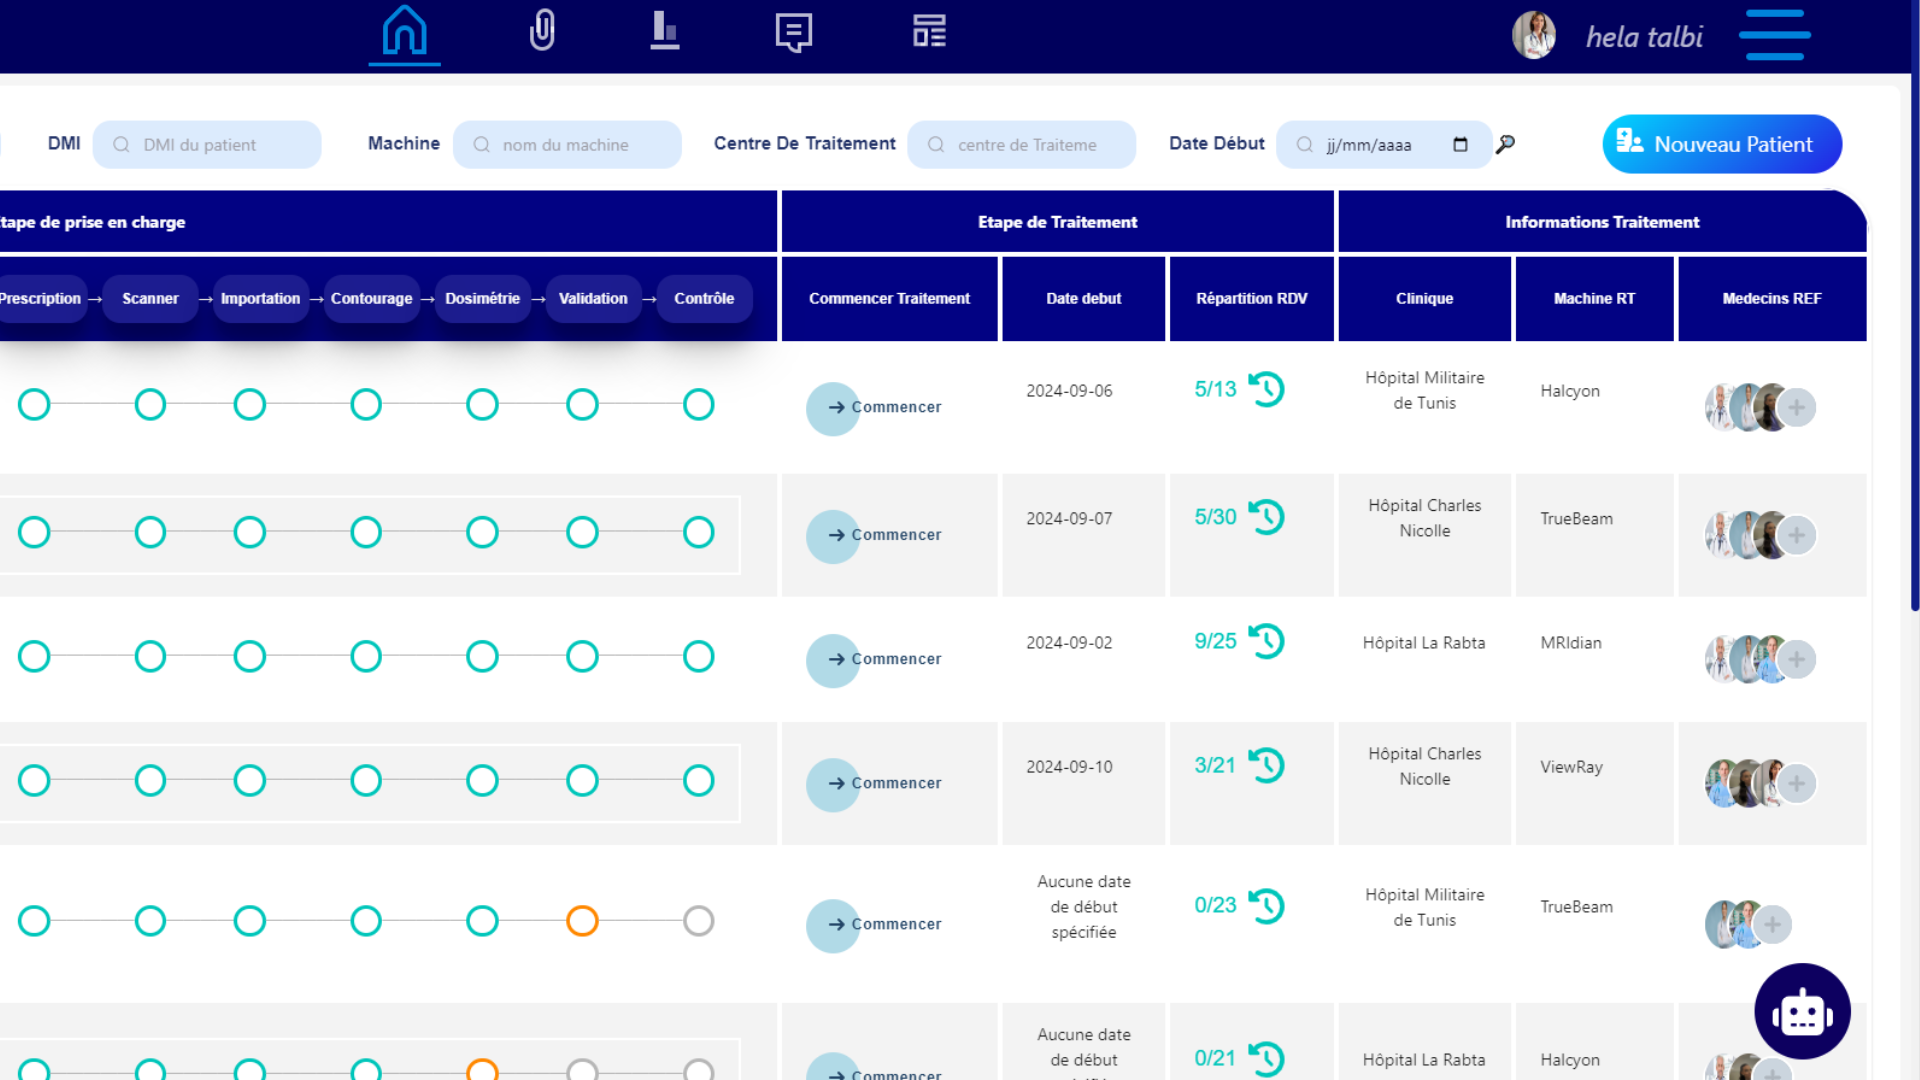 hela talbi
DMI DMI du patient Machine nom du machine Centre De Traitement centre de Traiteme Date Début jj/mm/aaaa Nouveau Patient
tape de prise en charge Etape de Traitement Informations Traitement
Prescription → Scanner → Importation → Contourage → Dosimétrie → Validation → Contrôle Commencer Traitement Date debut Répartition RDV Clinique Machine RT Medecins REF
→ Commencer 2024-09-06 5/13 Hôpital Militaire Halcyon
de Tunis
→ Commencer 2024-09-07 5/30 Hôpital Charles TrueBeam
Nicolle
→ Commencer 2024-09-02 9/25 Hôpital La Rabta MRIdian
→ Commencer 2024-09-10 3/21 Hôpital Charles ViewRay
Nicolle
Aucune date
de début
spécifiée
→ Commencer 0/23 Hôpital Militaire TrueBeam
de Tunis
Aucune date
de début
→ Commencer 0/21 Hôpital La Rabta Halcyon